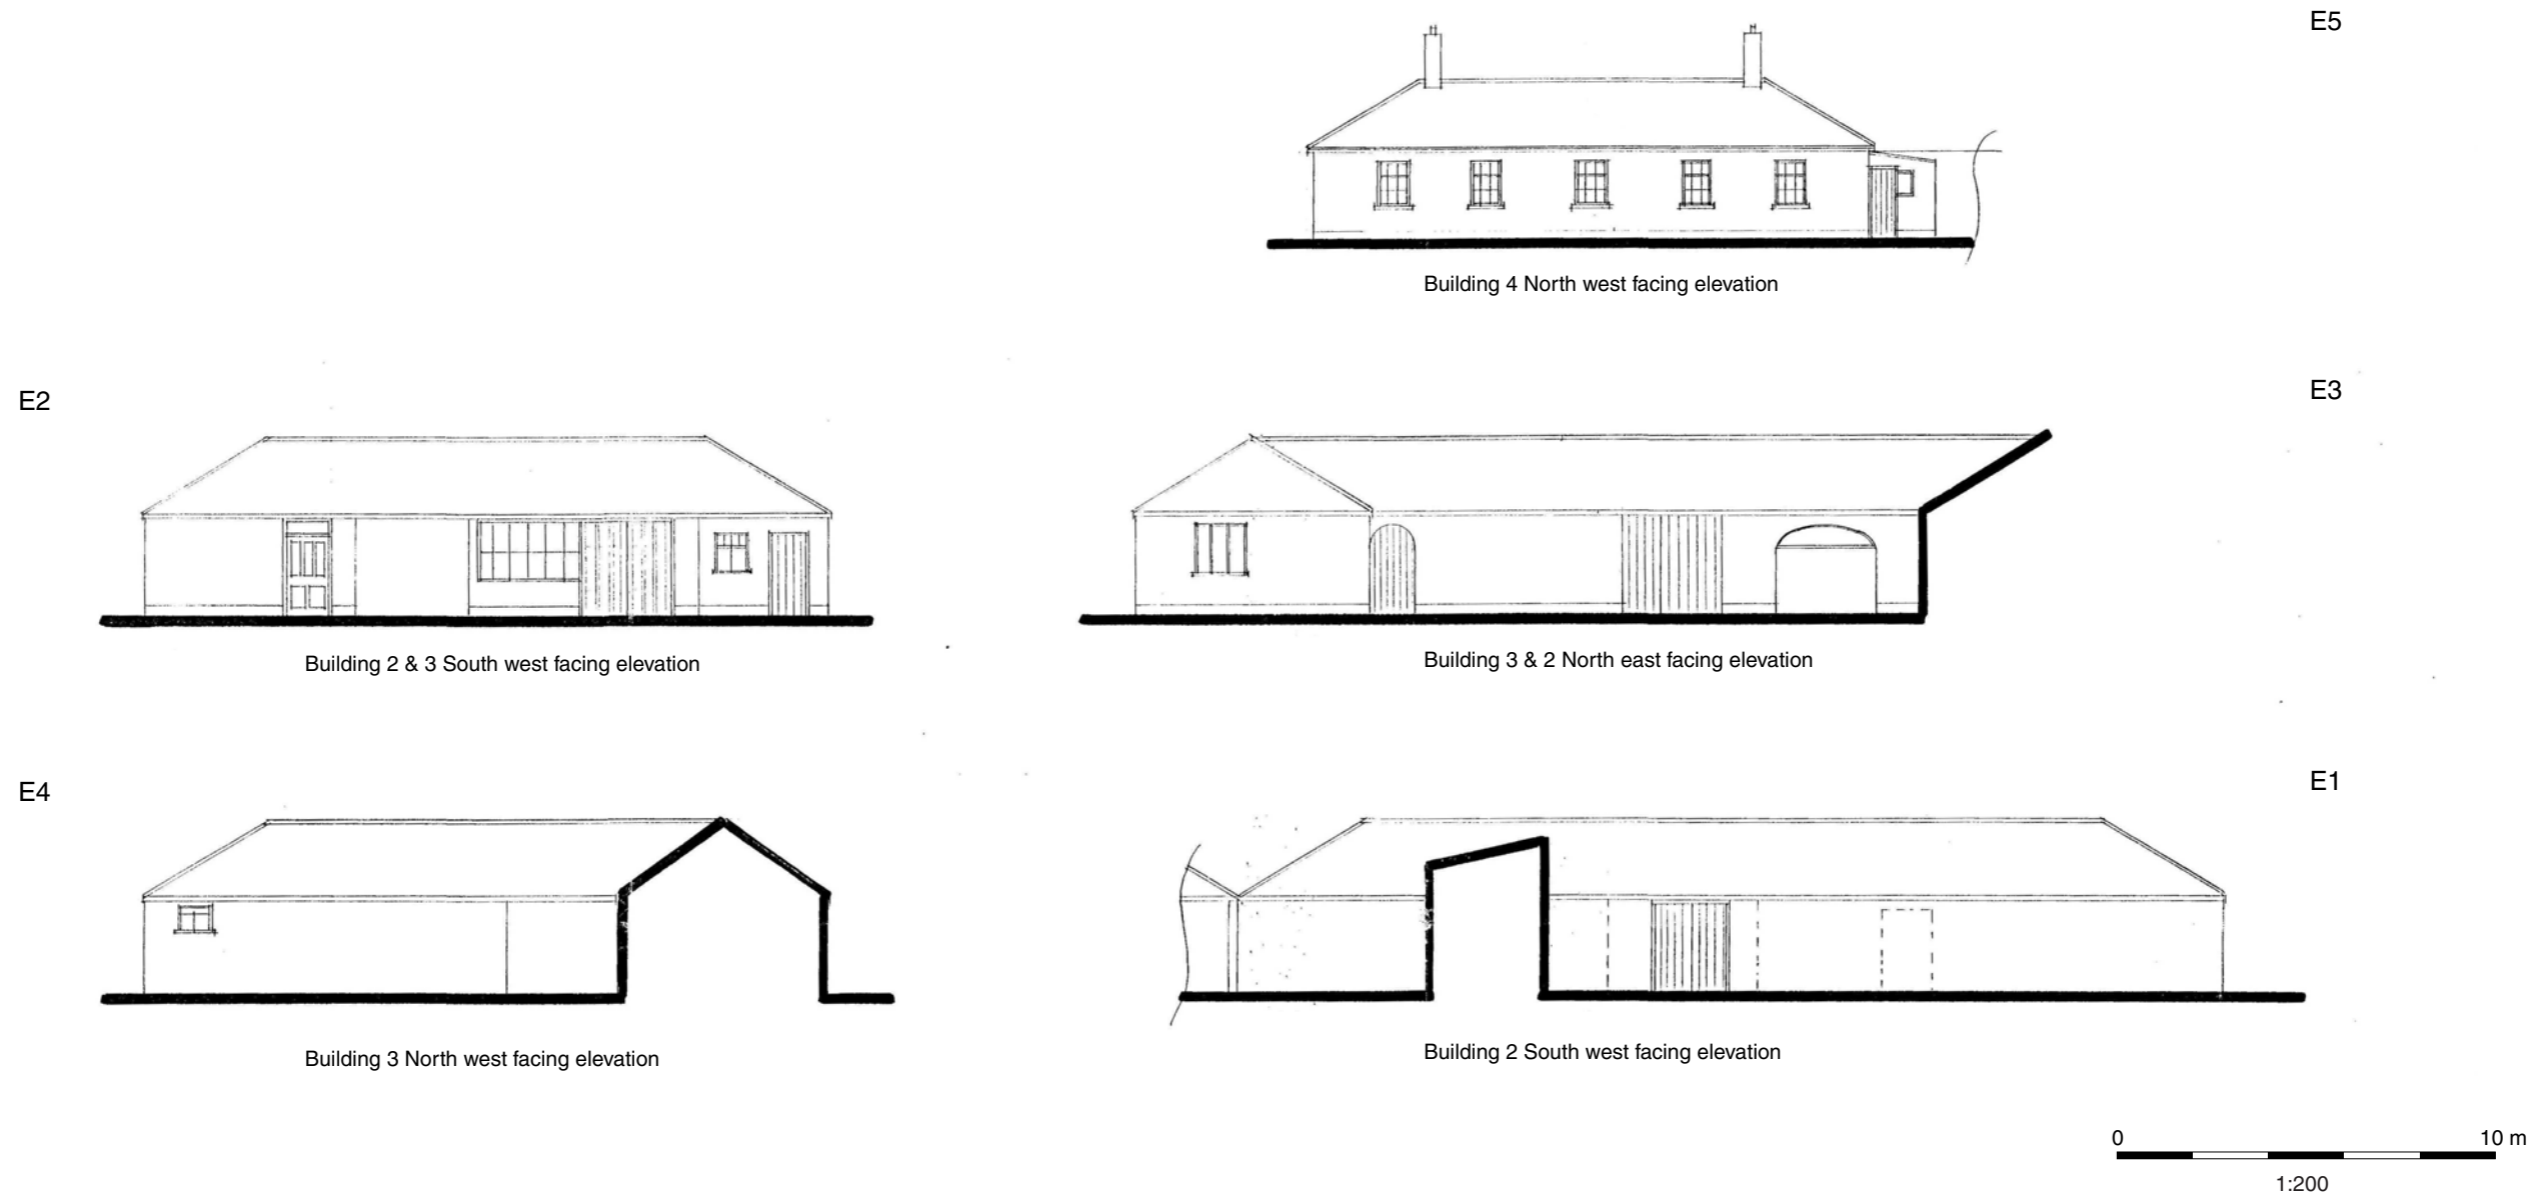 E5
Building 4 North west facing elevation
E2
E3
Building 2 & 3 South west facing elevation
Building 3 & 2 North east facing elevation
E4
E1
Building 3 North west facing elevation
Building 2 South west facing elevation
0 10 m
1:200